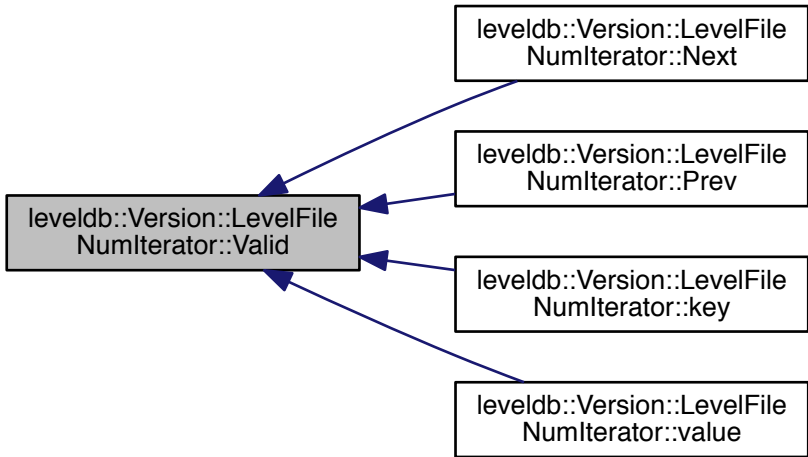 leveldb::Version::LevelFile
NumIterator::Next
leveldb::Version::LevelFile
NumIterator::Prev
leveldb::Version::LevelFile
NumIterator::Valid
leveldb::Version::LevelFile
NumIterator::key
leveldb::Version::LevelFile
NumIterator::value